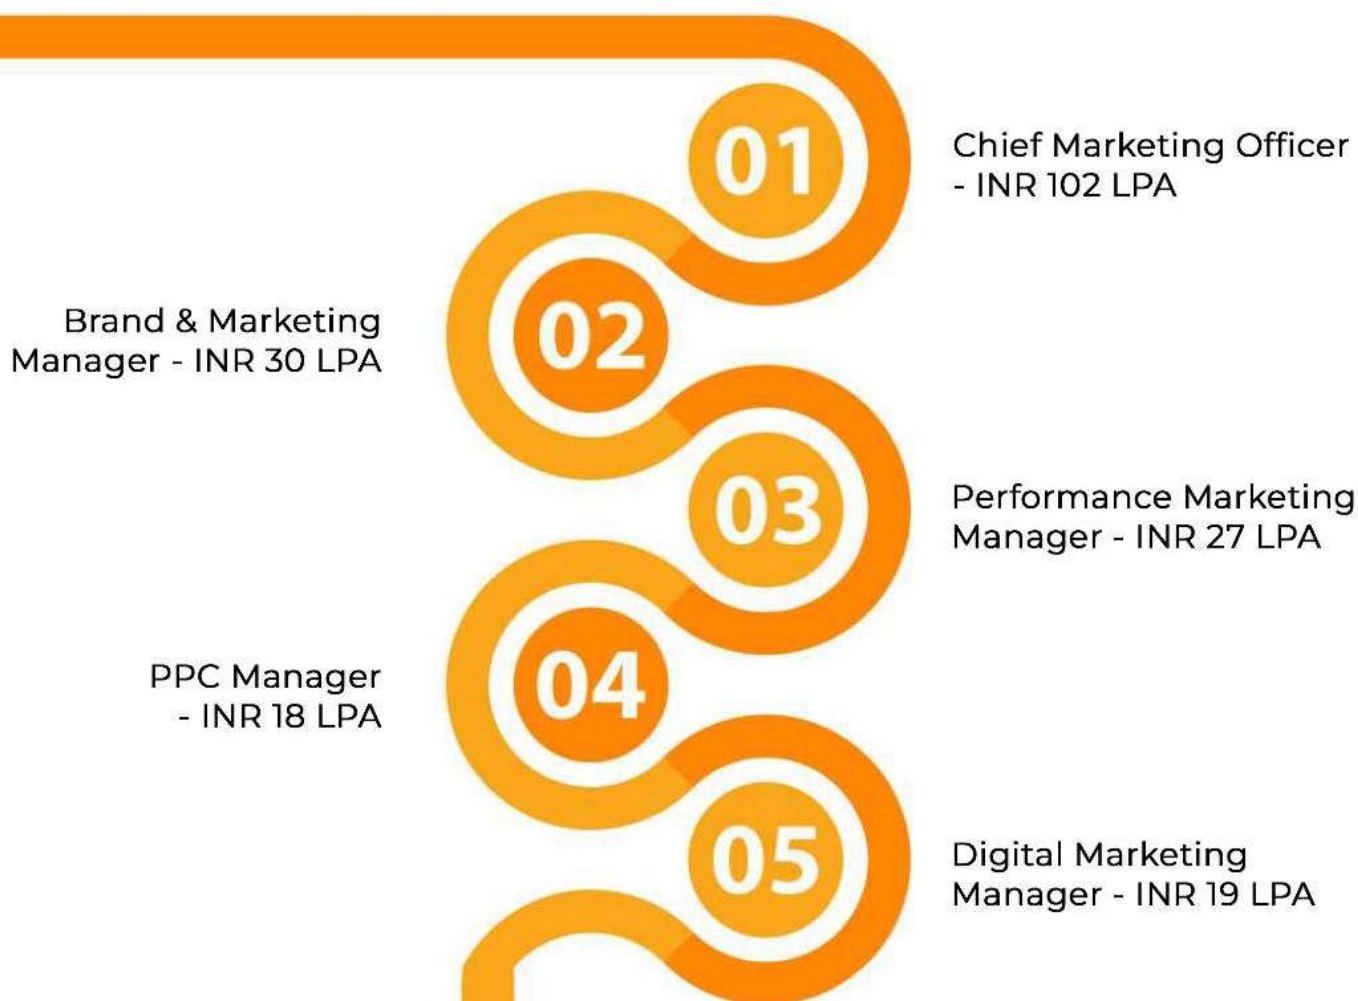 01
Chief Marketing Officer
- INR 102 LPA
02
Brand & Marketing
Manager - INR 30 LPA
03
Performance Marketing
Manager - INR 27 LPA
04
PPC Manager
- INR 18 LPA
05
Digital Marketing
Manager - INR 19 LPA